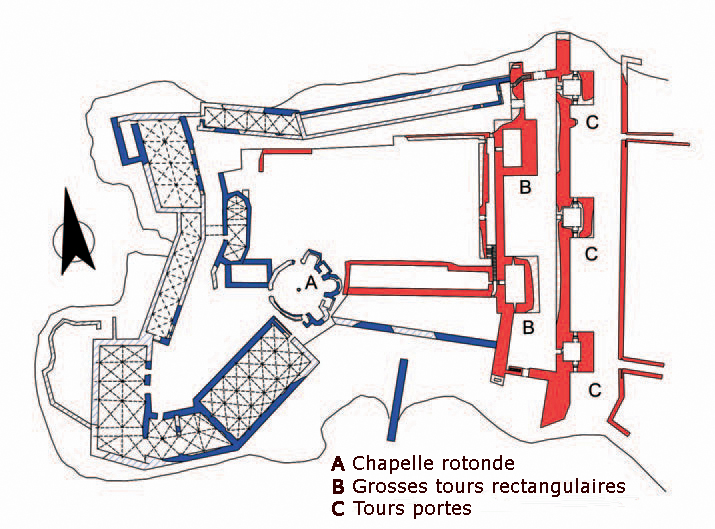 C
B
A
C
B
C
A Chapelle rotonde
B Grosses tours rectangulaires
C Tours portes